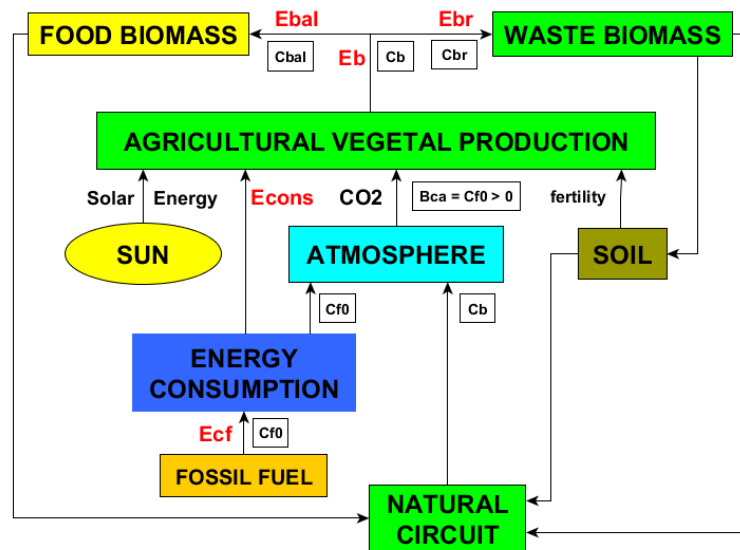 Ebal
Ebr
FOOD BIOMASS
WASTE BIOMASS
Cbal
Eb
Cb
Cbr
AGRICULTURAL VEGETAL PRODUCTION
Solar
Energy
Econs
CO2
Bca = Cf0 > 0
fertility
SUN
ATMOSPHERE
SOIL
Cf0
Cb
ENERGY
CONSUMPTION
Ecf
Cf0
FOSSIL FUEL
NATURAL
CIRCUIT